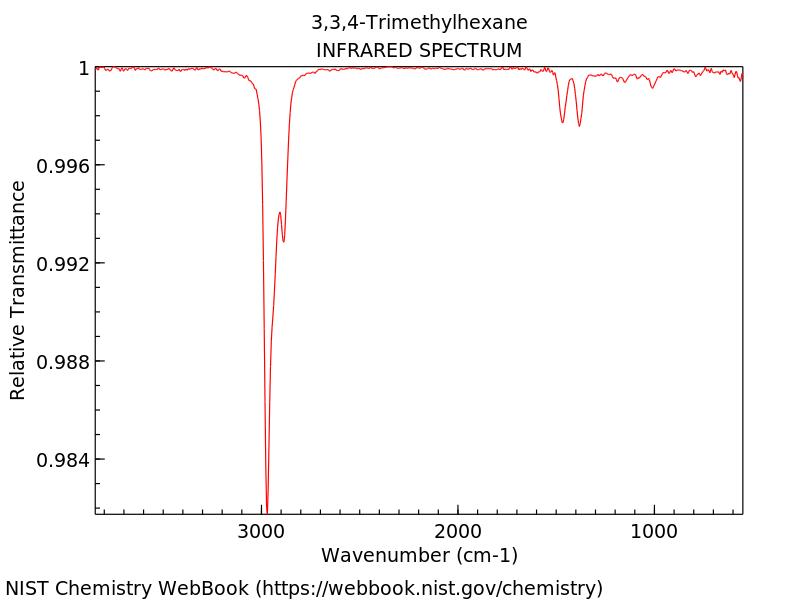 3,3,4-Trimethylhexane
INFRARED SPECTRUM
1
0.996
0.992
0.988
0.984
Relative Transmittance
3000 2000 1000
Wavenumber (cm-1)
NIST Chemistry WebBook (https://webbook.nist.gov/chemistry)